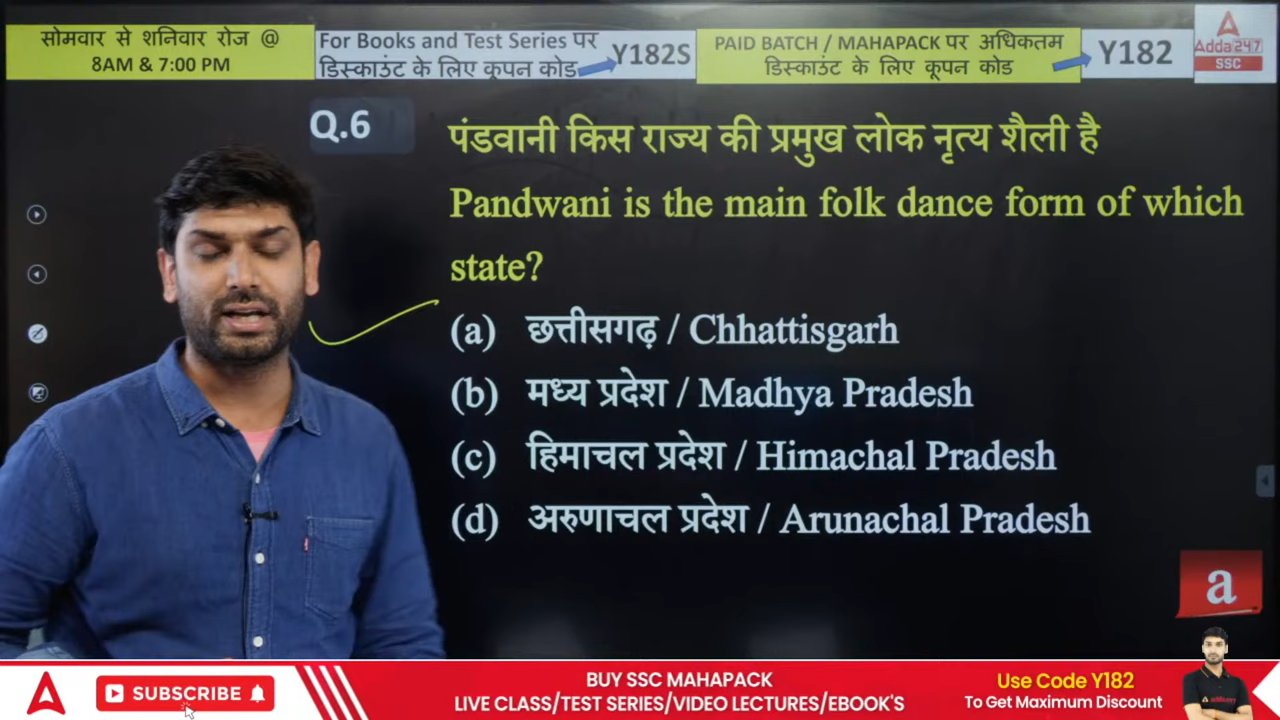 सोमवार से शनिवार रोज @
8AM & 7:00 PM
For Books and Test Series पर
डिस्काउंट के लिए कूपन कोड
Y182S
PAID BATCH / MAHAPACK पर अधिकतम
डिस्काउंट के लिए कूपन कोड
Y182
Adda247
SSC
Q.6
पंडवानी किस राज्य की प्रमुख लोक नृत्य शैली है
Pandwani is the main folk dance form of which
state?
(a) छत्तीसगढ़ / Chhattisgarh
(b) मध्य प्रदेश / Madhya Pradesh
(c) हिमाचल प्रदेश / Himachal Pradesh
(d) अरुणाचल प्रदेश / Arunachal Pradesh
a
SUBSCRIBE
BUY SSC MAHAPACK
LIVE CLASS/TEST SERIES/VIDEO LECTURES/EBOOK'S
Use Code Y182
To Get Maximum Discount